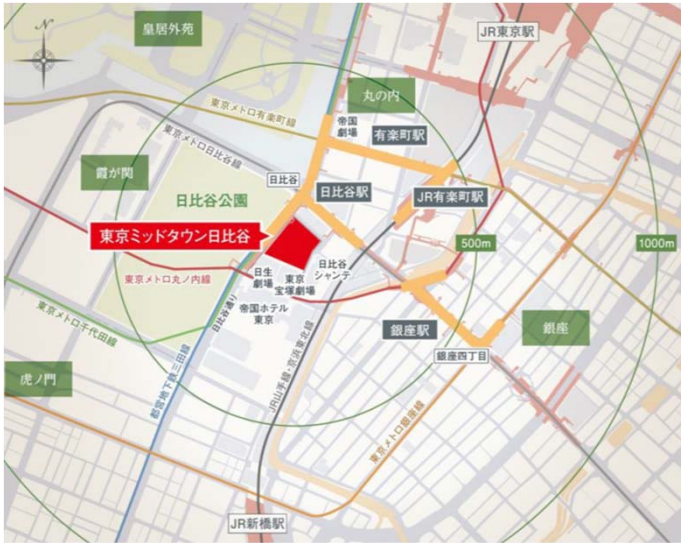 N
皇居外苑
JR東京駅
東京メトロ有楽町線
丸の内
帝国
劇場
有楽町駅
東京メトロ日比谷線
霞が関
日比谷
日比谷公園
日比谷駅
JR有楽町駅
東京ミッドタウン日比谷
500m
1000m
日比谷
シャンテ
東京メトロ丸ノ内線
日生
劇場
東京
宝塚劇場
帝国ホテル
東京
日比谷通り
東京メトロ千代田線
都営地下鉄三田線
JR山手線・京浜東北線
銀座駅
銀座
銀座四丁目
虎ノ門
東京メトロ銀座線
JR新橋駅